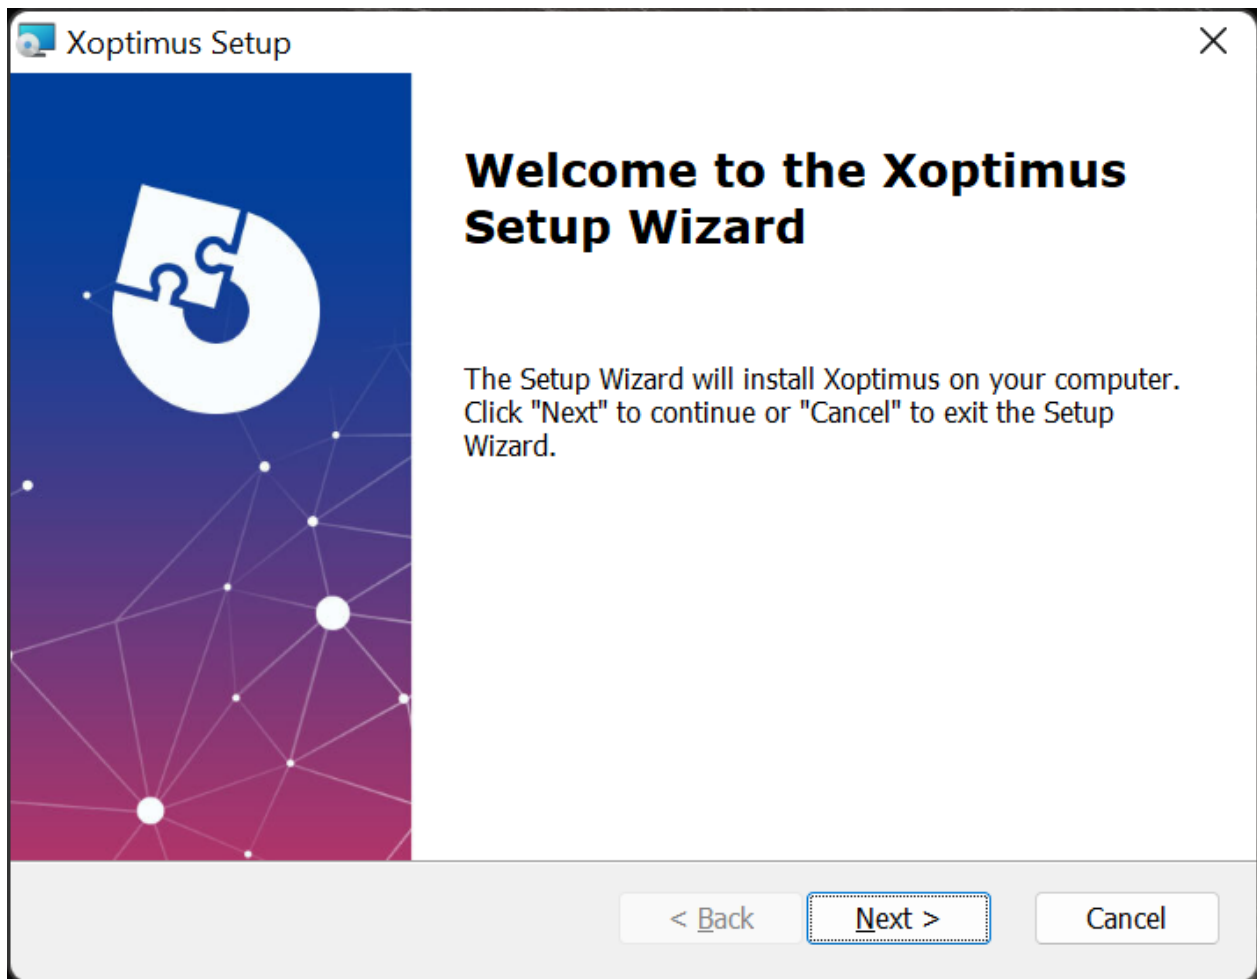 Xoptimus Setup
Welcome to the Xoptimus
Setup Wizard
The Setup Wizard will install Xoptimus on your computer.
Click "Next" to continue or "Cancel" to exit the Setup
Wizard.
< Back
Next >
Cancel